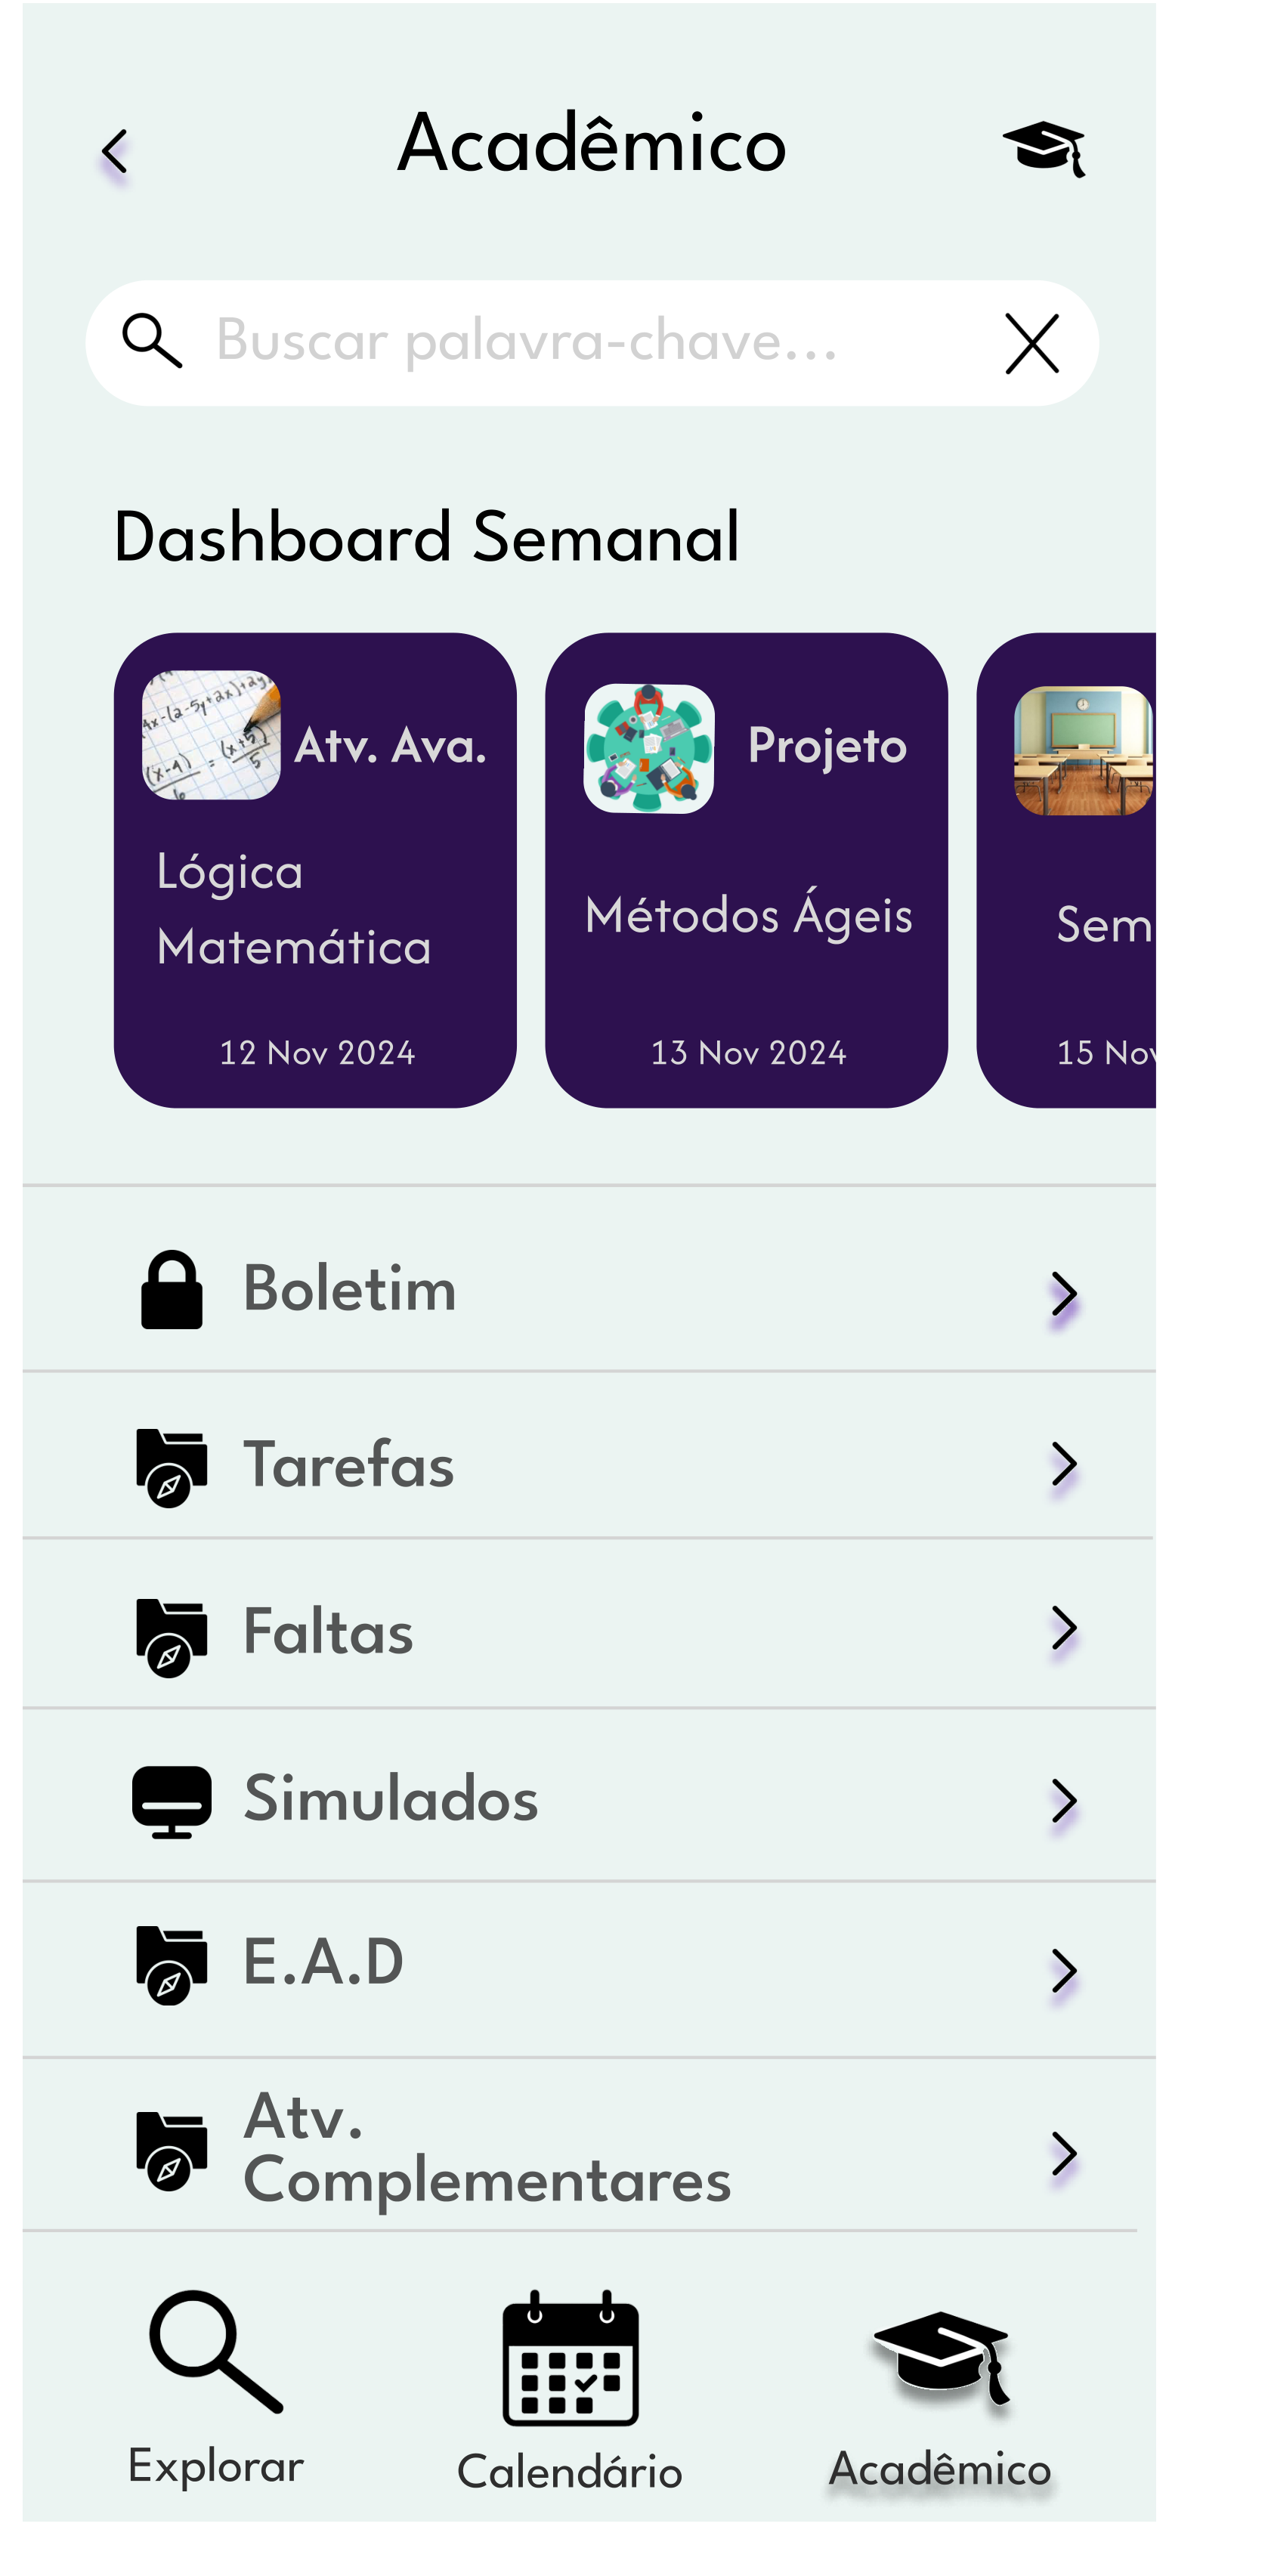 Acadêmico
Buscar palavra-chave...
Dashboard Semanal
Atv. Ava.
Lógica
Matemática
12 Nov 2024
Projeto
Métodos Ágeis
13 Nov 2024
Sem
15 Nov
Boletim
Tarefas
Faltas
Simulados
E.A.D
Atv.
Complementares
Explorar
Calendário
Acadêmico